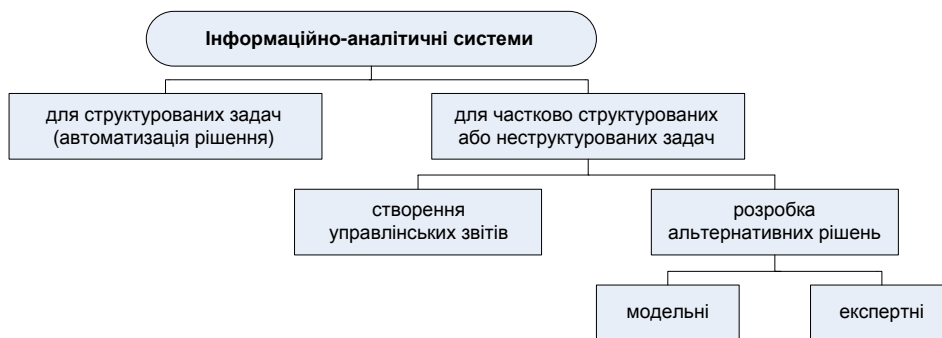 Інформаційно-аналітичні системи
для структурованих задач
(автоматизація рішення)
для частково структурованих
або неструктурованих задач
створення
управлінських звітів
розробка
альтернативних рішень
модельні
експертні